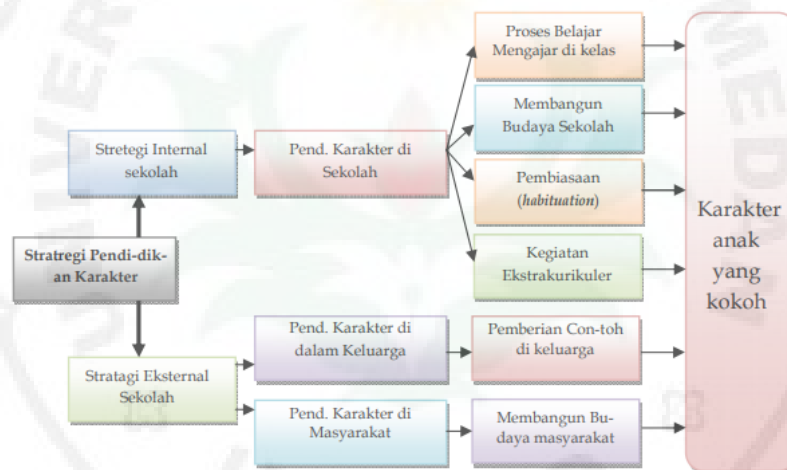 Proses Belajar
Mengajar di kelas
Membangun
Budaya Sekolah
Stretegi Internal
sekolah
Pend. Karakter di
Sekolah
Pembiasaan
(habituation)
Karakter
anak
yang
kokoh
Stratregi Pendi-dik-
an Karakter
Kegiatan
Ekstrakurikuler
Pend. Karakter di
dalam Keluarga
Pemberian Con-toh
di keluarga
Stratagi Eksternal
Sekolah
Pend. Karakter di
Masyarakat
Membangun Bu-
daya masyarakat
UNIVER
MEDAN